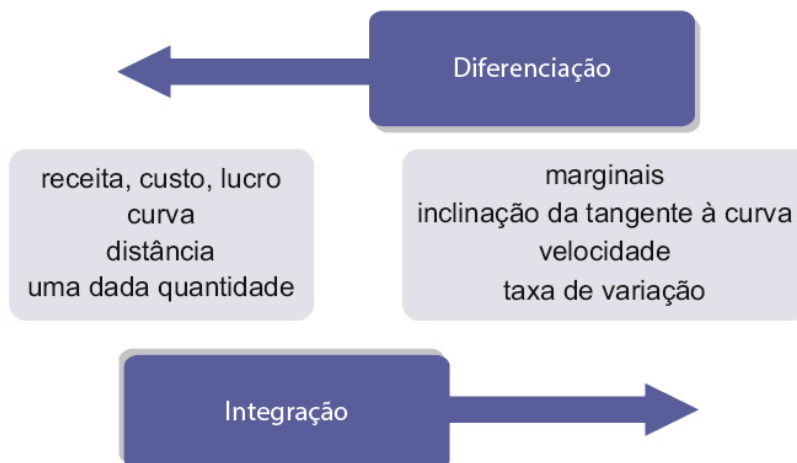 Diferenciação
receita, custo, lucro
curva
distância
uma dada quantidade
marginais
inclinação da tangente à curva
velocidade
taxa de variação
Integração